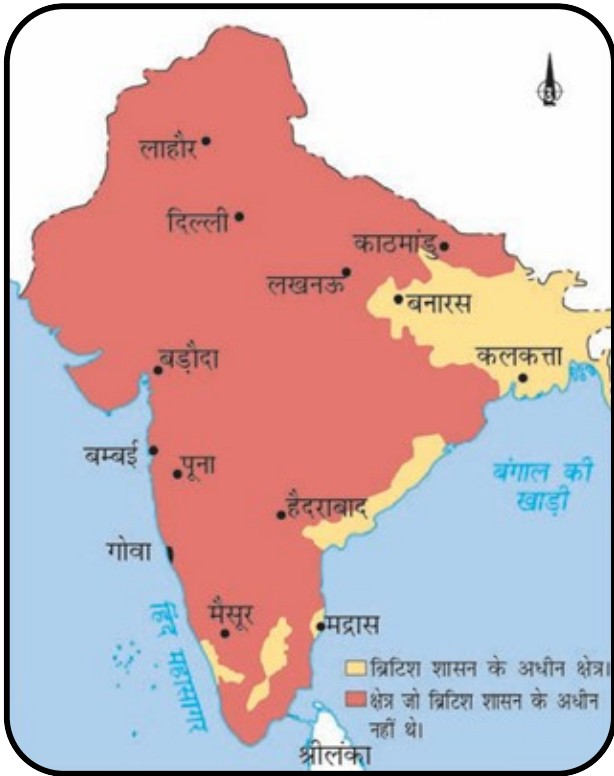 लाहौर
दिल्ली
काठमांडु
लखनऊ
बनारस
बड़ौदा
कलकत्ता
बम्बई
पूना
बंगाल की
खाड़ी
हैदराबाद
गोवा
मैसूर
मद्रास
हिंद महासागर
ब्रिटिश शासन के अधीन क्षेत्र।
क्षेत्र जो ब्रिटिश शासन के अधीन
नहीं थे।
श्रीलंका